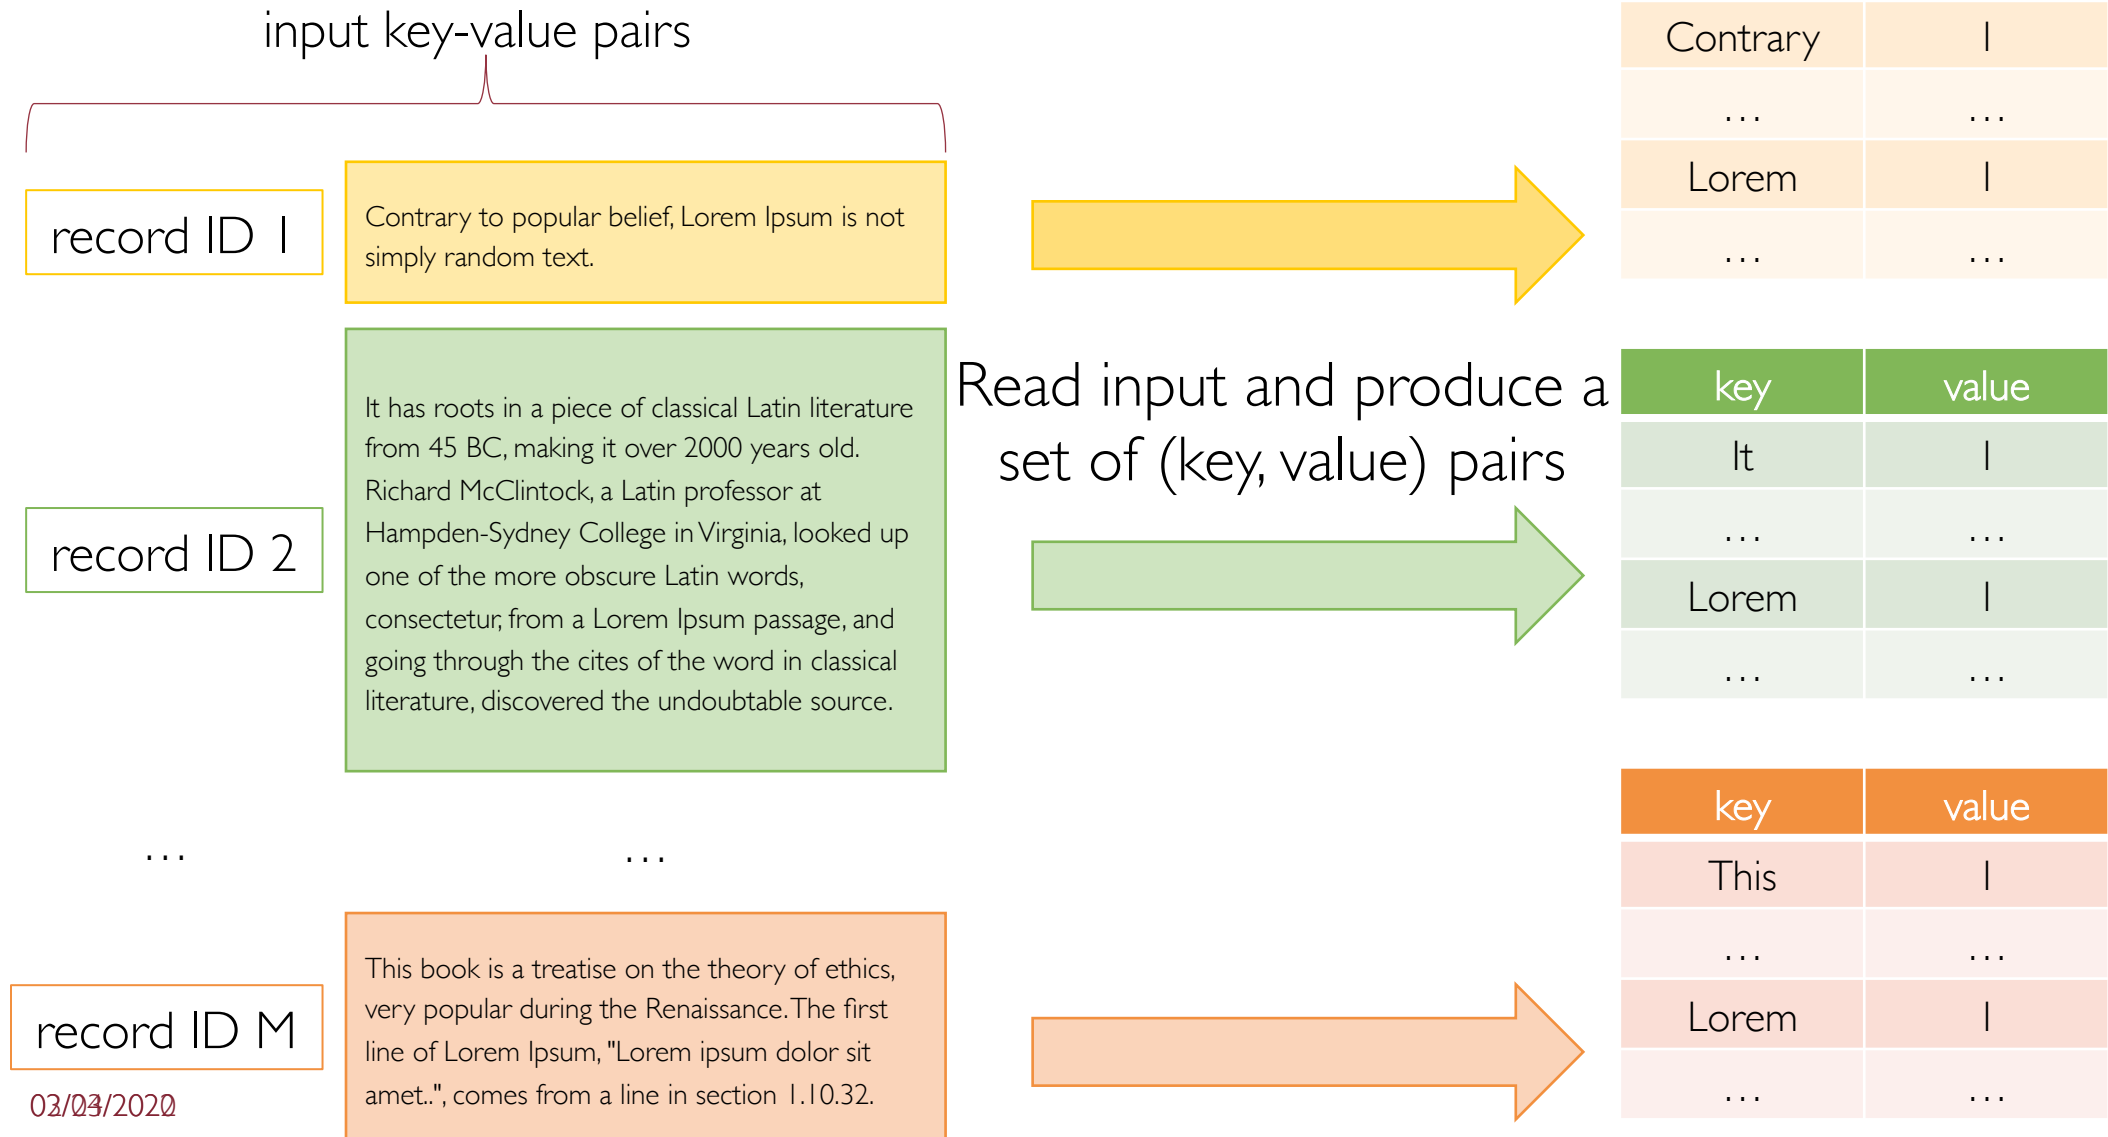 input key-value pairs
record ID 1
Contrary to popular belief, Lorem Ipsum is not
simply random text.
Contrary 1
... ...
Lorem 1
... ...
record ID 2
It has roots in a piece of classical Latin literature
from 45 BC, making it over 2000 years old.
Richard McClintock, a Latin professor at
Hampden-Sydney College in Virginia, looked up
one of the more obscure Latin words,
consectetur, from a Lorem Ipsum passage, and
going through the cites of the word in classical
literature, discovered the undoubtable source.
Read input and produce a
set of (key, value) pairs
key value
It 1
... ...
Lorem 1
... ...
... ...
record ID M
This book is a treatise on the theory of ethics,
very popular during the Renaissance. The first
line of Lorem Ipsum, "Lorem ipsum dolor sit
amet..", comes from a line in section 1.10.32.
key value
This 1
... ...
Lorem 1
... ...